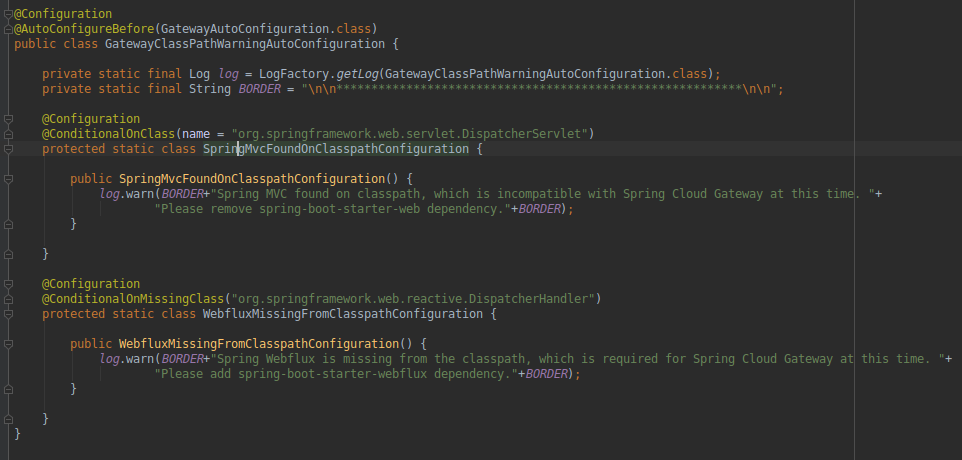 @Configuration
@AutoConfigureBefore(GatewayAutoConfiguration.class)
public class GatewayClassPathWarningAutoConfiguration {
private static final Log log = LogFactory.getLog(GatewayClassPathWarningAutoConfiguration.class);
private static final String BORDER = "\n\n**********************************************************\n\n";
@Configuration
@ConditionalOnClass(name = "org.springframework.web.servlet.DispatcherServlet")
protected static class SpringMvcFoundOnClasspathConfiguration {
public SpringMvcFoundOnClasspathConfiguration() {
log.warn(BORDER+"Spring MVC found on classpath, which is incompatible with Spring Cloud Gateway at this time. "+
"Please remove spring-boot-starter-web dependency."+BORDER);
}
}
@Configuration
@ConditionalOnMissingClass("org.springframework.web.reactive.DispatcherHandler")
protected static class WebfluxMissingFromClasspathConfiguration {
public WebfluxMissingFromClasspathConfiguration() {
log.warn(BORDER+"Spring Webflux is missing from the classpath, which is required for Spring Cloud Gateway at this time. "+
"Please add spring-boot-starter-webflux dependency."+BORDER);
}
}
}